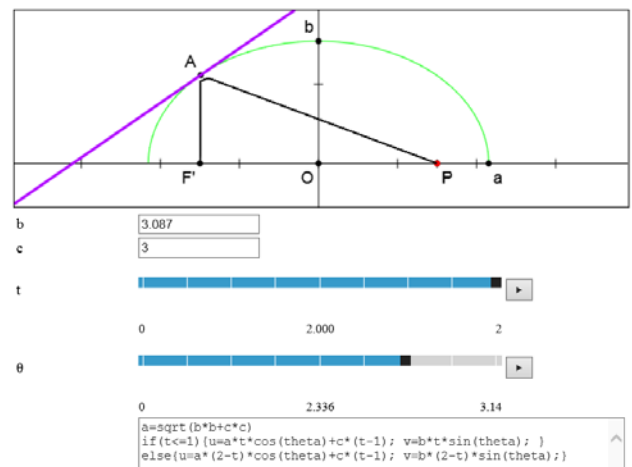 b
A
F' O P a
b 3.087
c 3
t
0 2.000 2
θ
0 2.336 3.14
a=sqrt(b*b+c*c)
if(t<=1){u=a*t*cos(theta)+c*(t-1); v=b*t*sin(theta); }
else{u=a*(2-t)*cos(theta)+c*(t-1); v=b*(2-t)*sin(theta);}